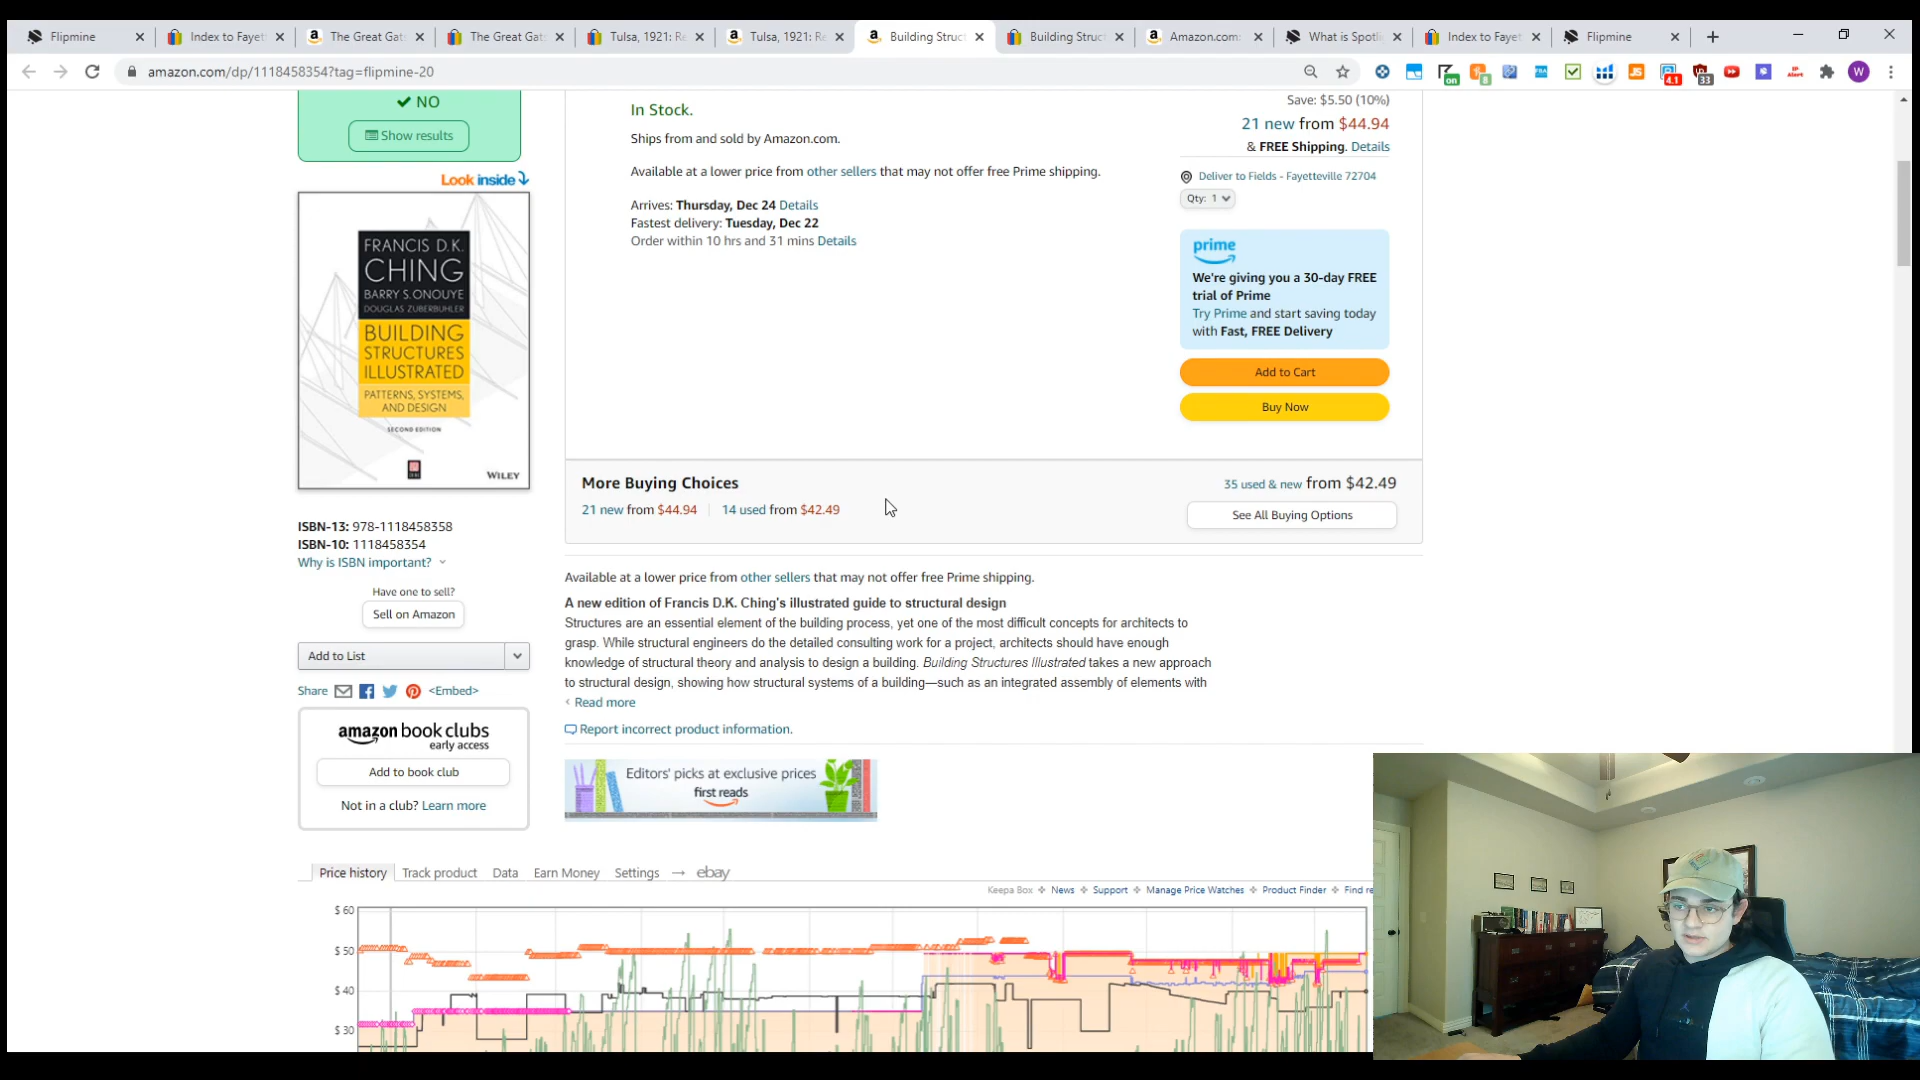 Flipmine
Index to Fayet
The Great Gat
The Great Gat
Tulsa, 1921: Re
Tulsa, 1921: Re
Building Struct
Building Struct
Amazon.com:
What is Spotli
Index to Fayet
Flipmine
amazon.com/dp/1118458354?tag=flipmine-20
NO
Show results
Look inside
FRANCIS D.K.
CHING
BARRY S. ONOUYE
DOUGLAS ZUBERBUHLER
BUILDING
STRUCTURES
ILLUSTRATED
PATTERNS, SYSTEMS,
AND DESIGN
SECOND EDITION
WILEY
ISBN-13: 978-1118458358
ISBN-10: 1118458354
Why is ISBN important?
Have one to sell?
Sell on Amazon
Add to List
Share <Embed>
amazon book clubs
early access
Add to book club
Not in a club? Learn more
In Stock.
Ships from and sold by Amazon.com.
Available at a lower price from other sellers that may not offer free Prime shipping.
Arrives: Thursday, Dec 24 Details
Fastest delivery: Tuesday, Dec 22
Order within 10 hrs and 31 mins Details
Save: $5.50 (10%)
21 new from $44.94
& FREE Shipping. Details
Deliver to Fields - Fayetteville 72704
Qty: 1
prime
We're giving you a 30-day FREE
trial of Prime
Try Prime and start saving today
with Fast, FREE Delivery
Add to Cart
Buy Now
More Buying Choices
21 new from $44.94 | 14 used from $42.49
35 used & new from $42.49
See All Buying Options
Available at a lower price from other sellers that may not offer free Prime shipping.
A new edition of Francis D.K. Ching's illustrated guide to structural design
Structures are an essential element of the building process, yet one of the most difficult concepts for architects to
grasp. While structural engineers do the detailed consulting work for a project, architects should have enough
knowledge of structural theory and analysis to design a building. Building Structures Illustrated takes a new approach
to structural design, showing how structural systems of a building—such as an integrated assembly of elements with
‹ Read more
Report incorrect product information.
Editors' picks at exclusive prices
first reads
Price history Track product Data Earn Money Settings → ebay
Keepa Box News Support Manage Price Watches Product Finder Find re
$ 60
$ 50
$ 40
$ 30